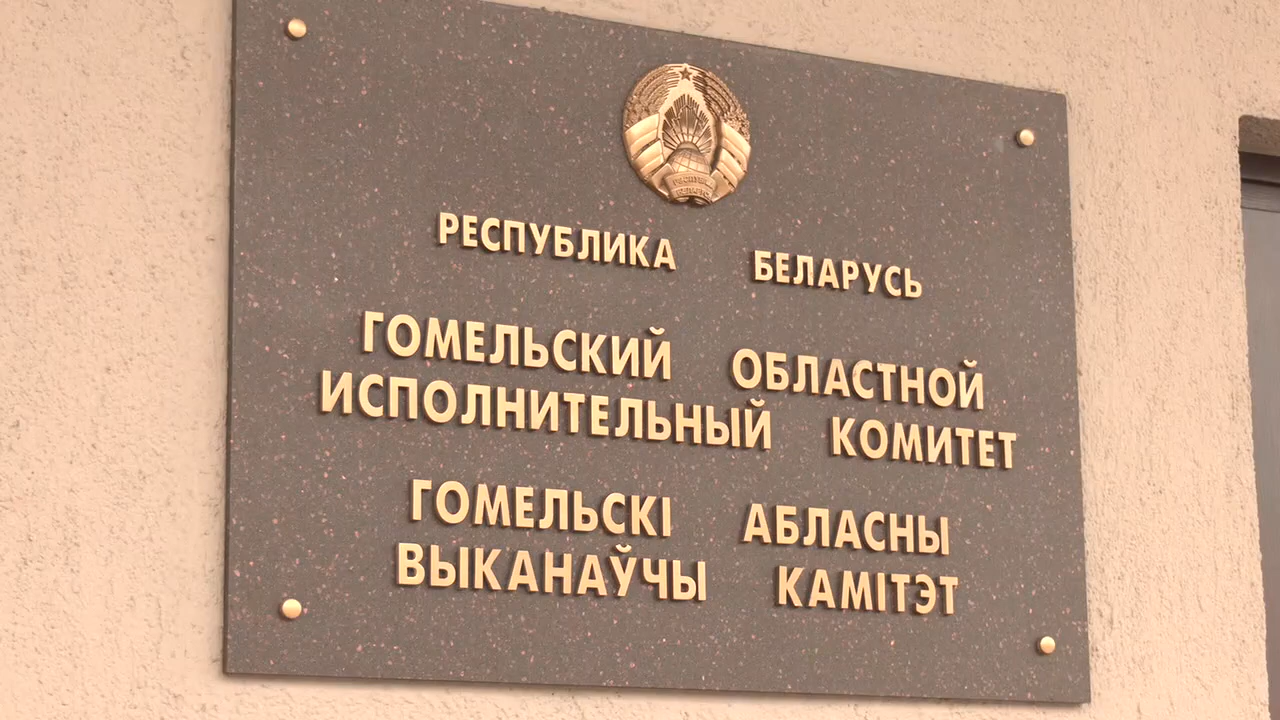 РЕСПУБЛИКА БЕЛАРУСЬ
ГОМЕЛЬСКИЙ ОБЛАСТНОЙ
ИСПОЛНИТЕЛЬНЫЙ КОМИТЕТ
ГОМЕЛЬСКІ АБЛАСНЫ
ВЫКАНАЎЧЫ КАМІТЭТ